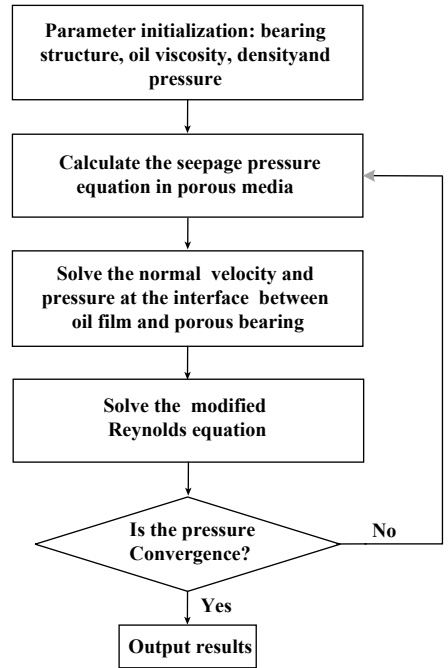 Parameter initialization: bearing
structure, oil viscosity, densityand
pressure
Calculate the seepage pressure
equation in porous media
Solve the normal velocity and
pressure at the interface between
oil film and porous bearing
Solve the modified
Reynolds equation
Is the pressure
Convergence?
No
Yes
Output results